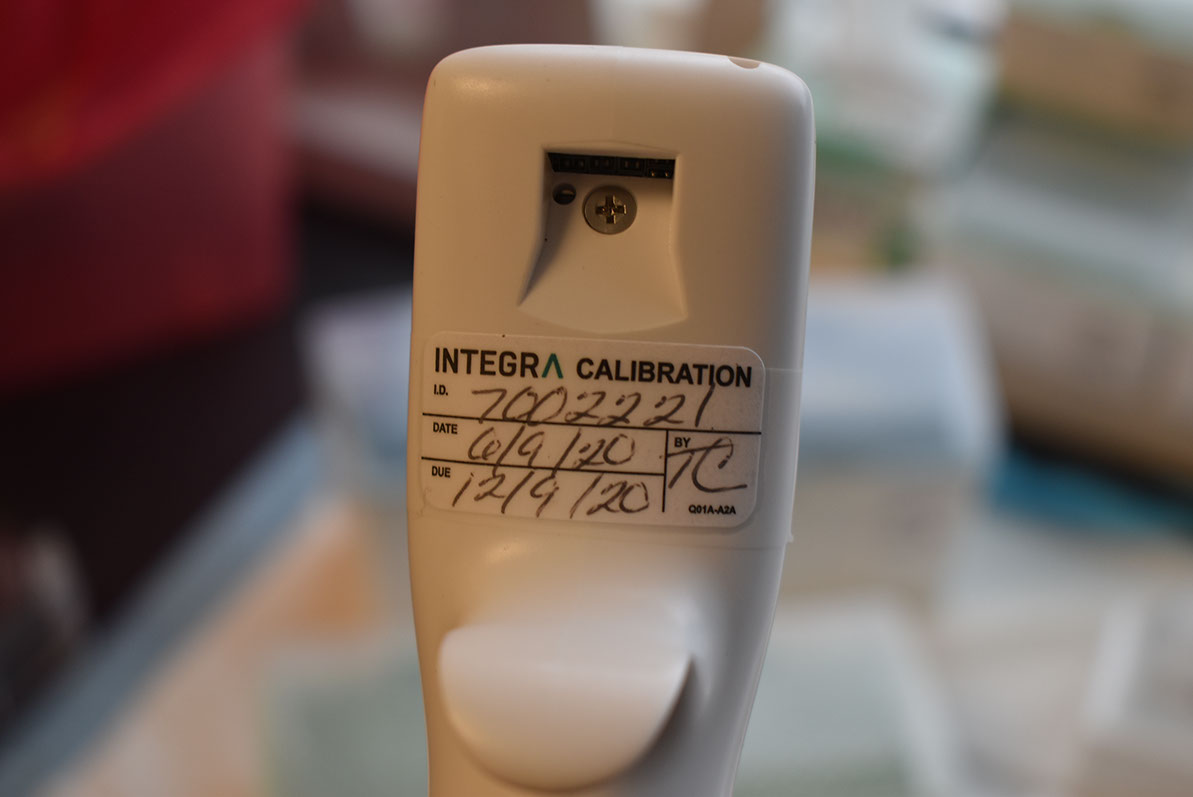 INTEGRA CALIBRATION
I.D. 7002221
DATE 6/9/20 BY TC
DUE 12/9/20
Q01A-A2A